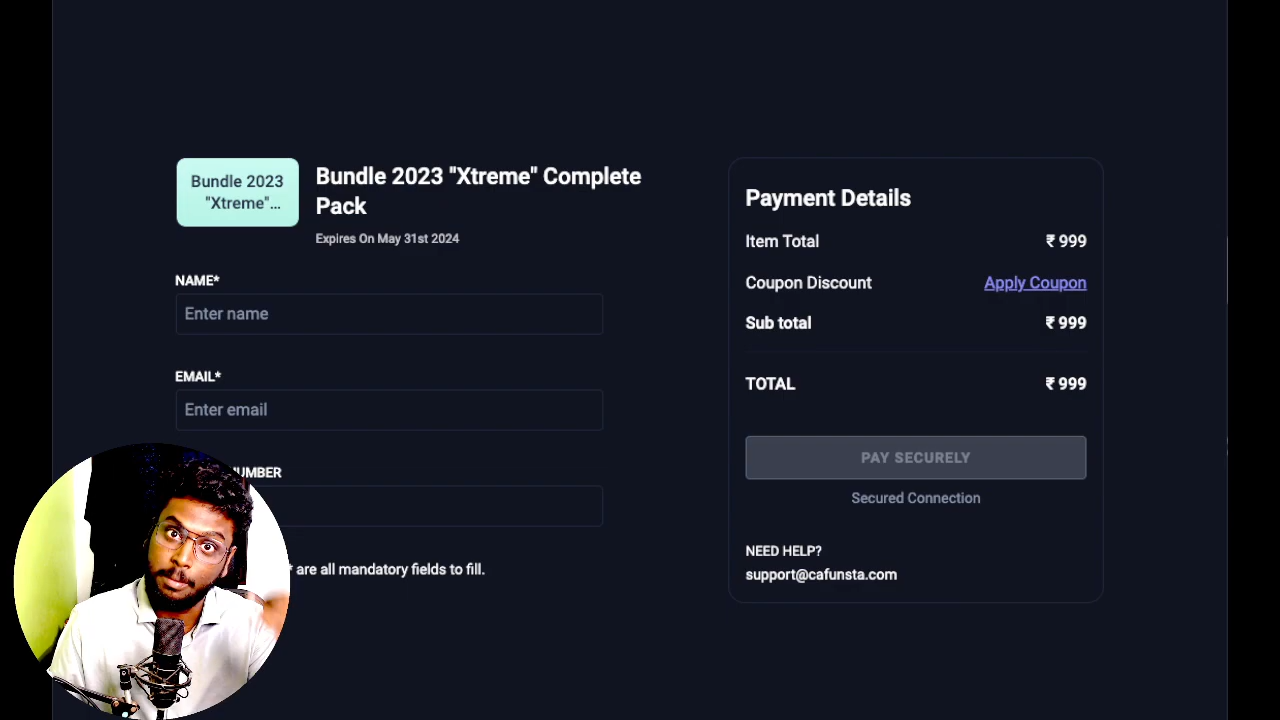 Bundle 2023
"Xtreme"...
Bundle 2023 "Xtreme" Complete
Pack
Expires On May 31st 2024
NAME*
Enter name
EMAIL*
Enter email
NUMBER
* are all mandatory fields to fill.
Payment Details
Item Total ₹ 999
Coupon Discount Apply Coupon
Sub total ₹ 999
TOTAL ₹ 999
PAY SECURELY
Secured Connection
NEED HELP?
support@cafunsta.com